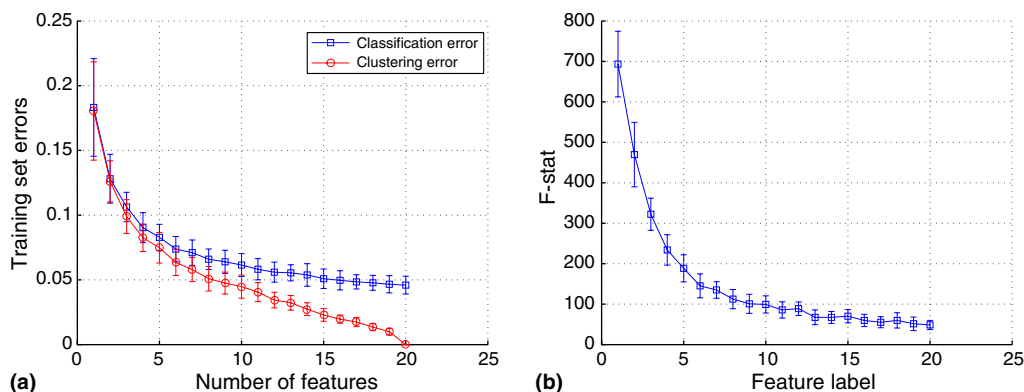 0.25
0.2
0.15
0.1
0.05
0
0 5 10 15 20 25
Training set errors
Number of features
Classification error
Clustering error
(a)
800
700
600
500
400
300
200
100
0
0 5 10 15 20 25
F-stat
Feature label
(b)